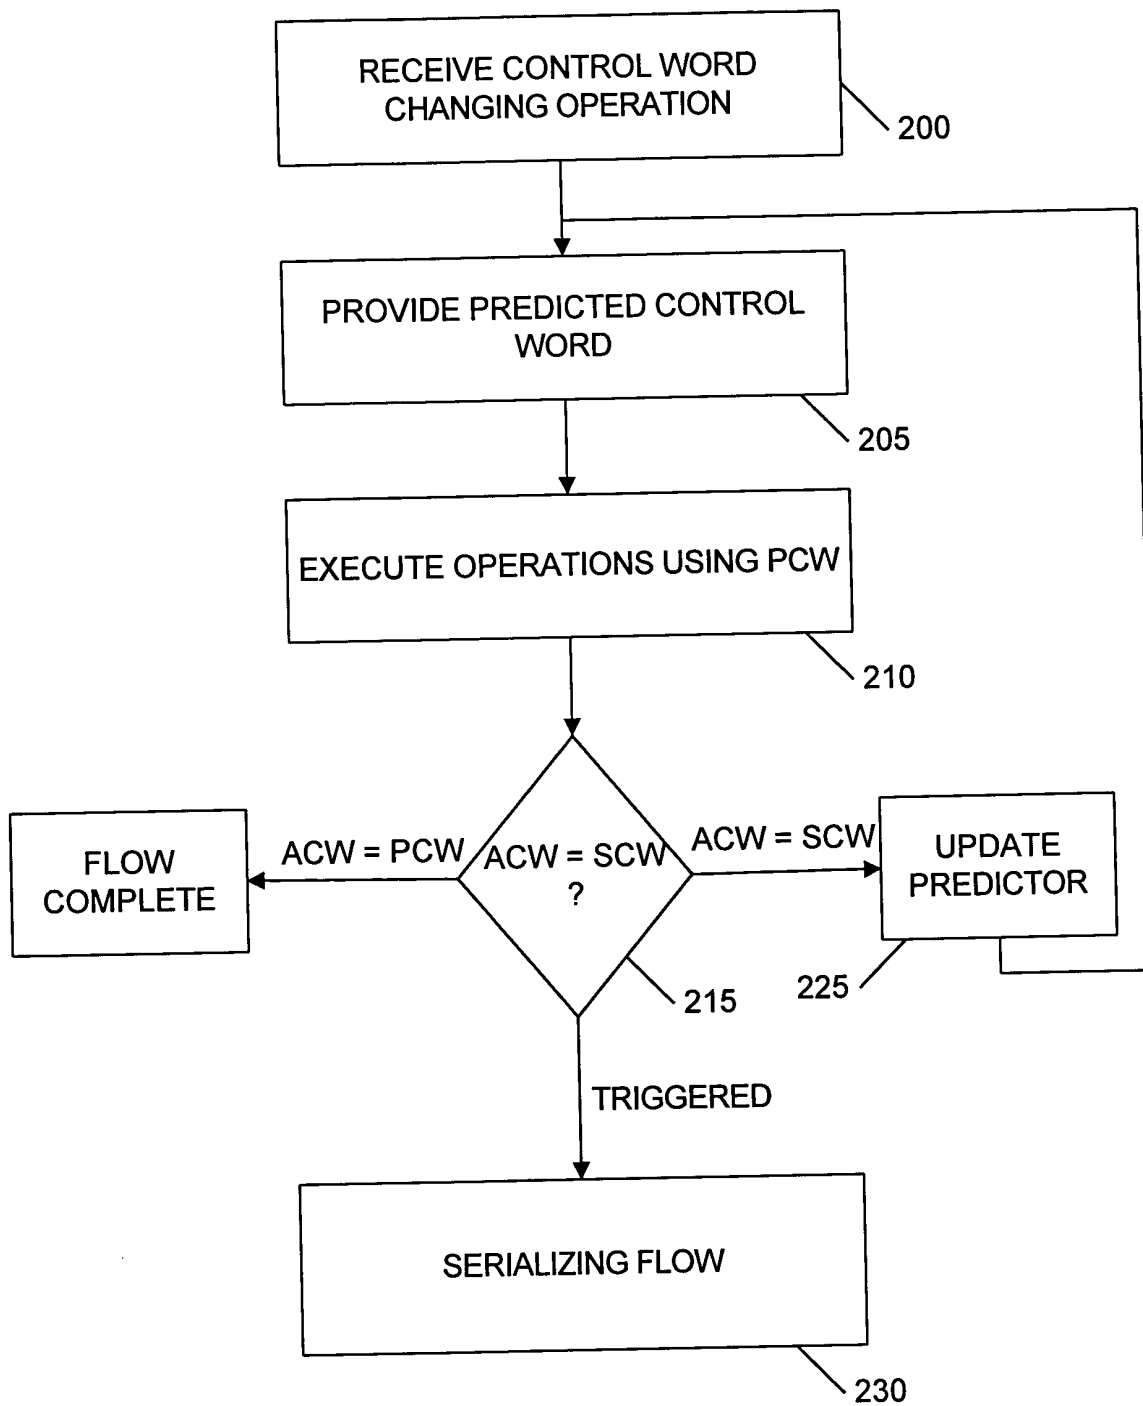 RECEIVE CONTROL WORD
CHANGING OPERATION
200
PROVIDE PREDICTED CONTROL
WORD
205
EXECUTE OPERATIONS USING PCW
210
FLOW
COMPLETE
ACW = PCW
ACW = SCW
?
ACW = SCW
UPDATE
PREDICTOR
215
225
TRIGGERED
SERIALIZING FLOW
230